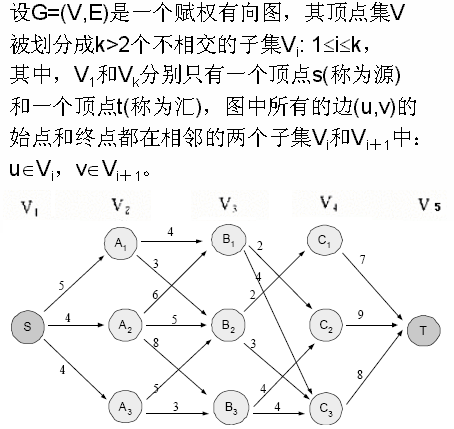 设G=(V,E)是一个赋权有向图，其顶点集V
被划分成k>2个不相交的子集Vi: 1≤i≤k，
其中，V1和Vk分别只有一个顶点s(称为源)
和一个顶点t(称为汇)，图中所有的边(u,v)的
始点和终点都在相邻的两个子集Vi和Vi+1中：
u∈Vi，v∈Vi+1。
V1 V2 V3 V4 V5
A1 4 B1 2 C1
5 3 4 7
6 2
S 4 A2 5 B2 C2 9 T
8 3
4 5 4 8
A3 3 B3 4 C3